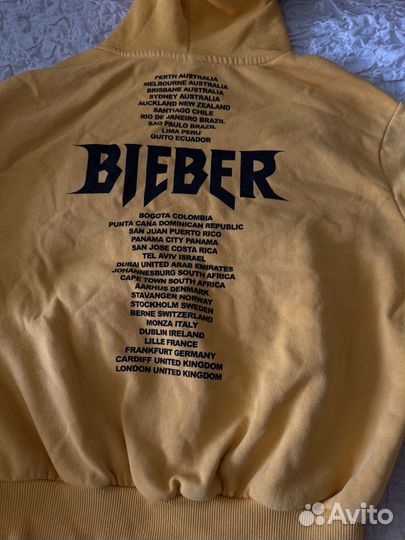 PERTH AUSTRALIA
MELBOURNE AUSTRALIA
BRISBANE AUSTRALIA
SYDNEY AUSTRALIA
AUCKLAND NEW ZEALAND
SANTIAGO CHILE
RIO DE JANEIRO BRAZIL
SAO PAULO BRAZIL
LIMA PERU
QUITO ECUADOR
BIEBER
BOGOTA COLOMBIA
PUNTA CANA DOMINICAN REPUBLIC
SAN JUAN PUERTO RICO
PANAMA CITY PANAMA
SAN JOSE COSTA RICA
TEL AVIV ISRAEL
DUBAI UNITED ARAB EMIRATES
JOHANNESBURG SOUTH AFRICA
CAPE TOWN SOUTH AFRICA
AARHUS DENMARK
STAVANGER NORWAY
STOCKHOLM SWEDEN
BERNE SWITZERLAND
MONZA ITALY
DUBLIN IRELAND
LILLE FRANCE
FRANKFURT GERMANY
CARDIFF UNITED KINGDOM
LONDON UNITED KINGDOM
Avito